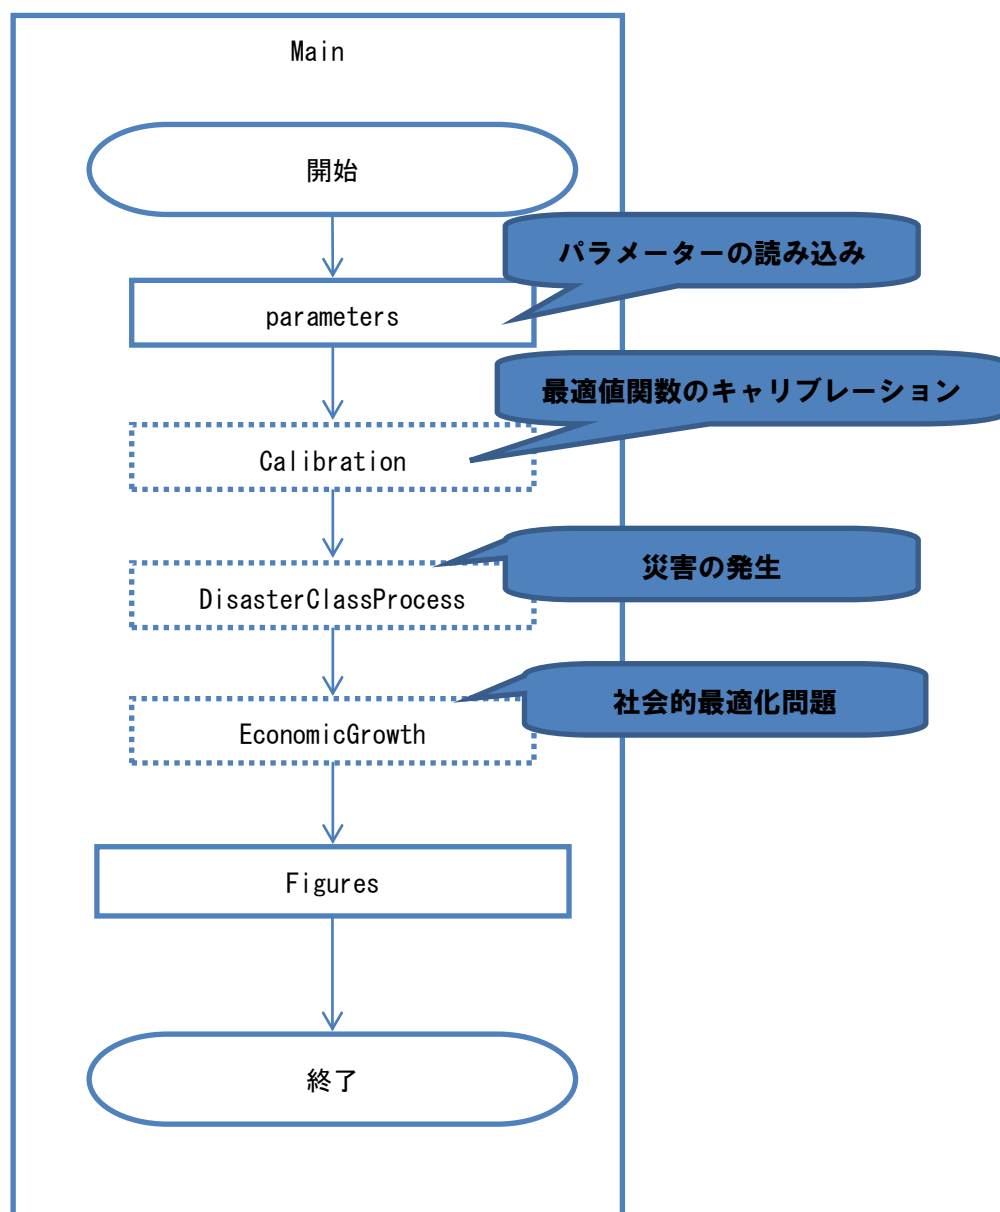 Main
開始
パラメーターの読み込み
parameters
最適値関数のキャリブレーション
Calibration
災害の発生
DisasterClassProcess
社会的最適化問題
EconomicGrowth
Figures
終了